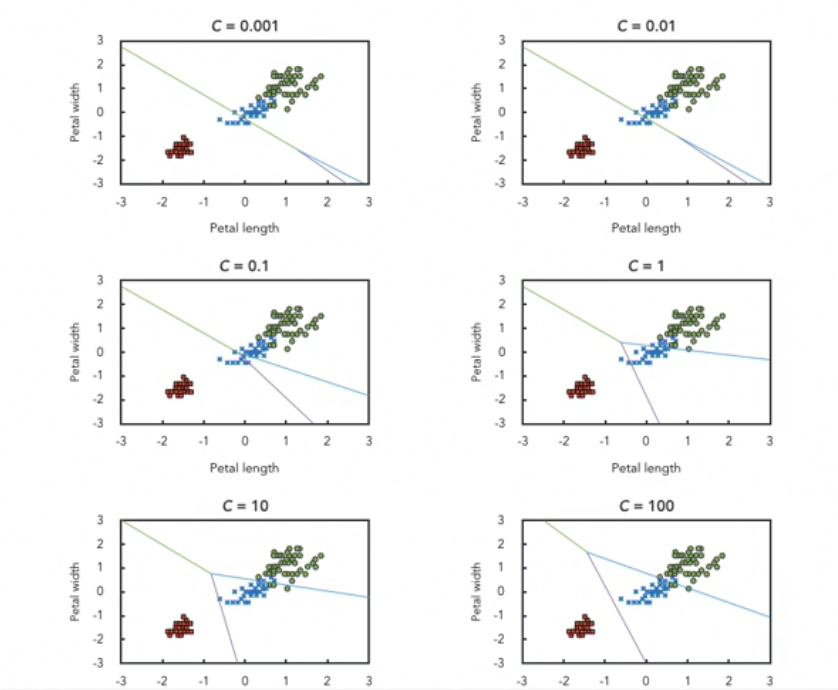 C = 0.001
3
2
1
0
-1
-2
-3
Petal width
-3 -2 -1 0 1 2 3
Petal length
C = 0.01
3
2
1
0
-1
-2
-3
Petal width
-3 -2 -1 0 1 2 3
Petal length
C = 0.1
3
2
1
0
-1
-2
-3
Petal width
-3 -2 -1 0 1 2 3
Petal length
C = 1
3
2
1
0
-1
-2
-3
Petal width
-3 -2 -1 0 1 2 3
Petal length
C = 10
3
2
1
0
-1
-2
-3
Petal width
-3 -2 -1 0 1 2 3
C = 100
3
2
1
0
-1
-2
-3
Petal width
-3 -2 -1 0 1 2 3